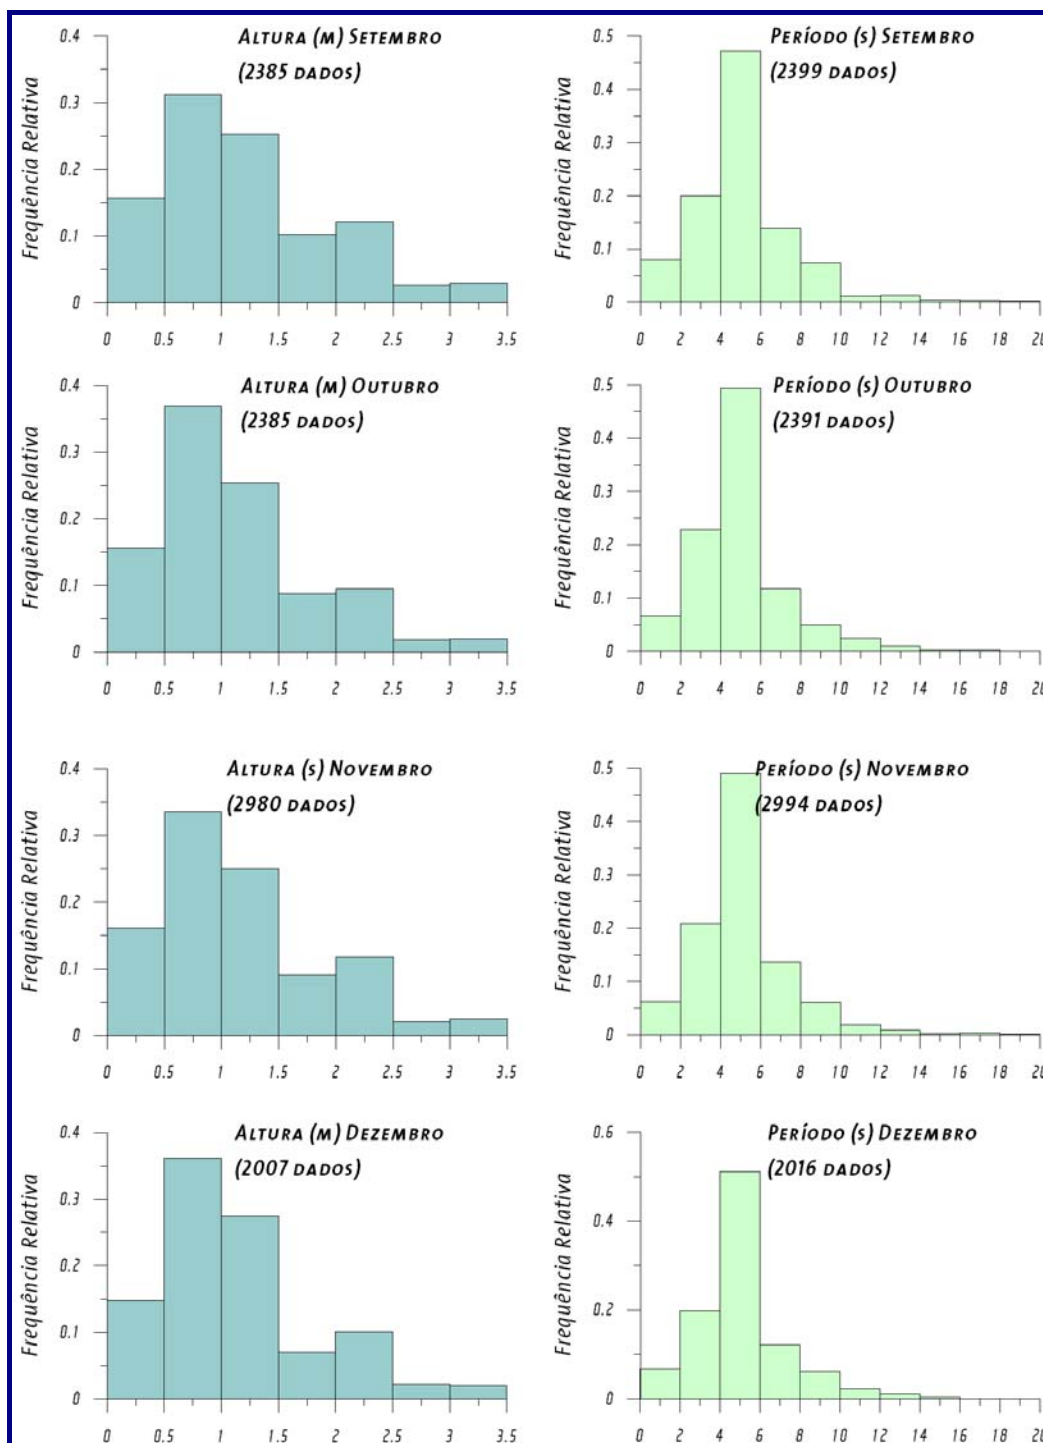 ALTURA (M) SETEMBRO
(2385 DADOS)
Frequência Relativa
0.4
0.3
0.2
0.1
0
0 0.5 1 1.5 2 2.5 3 3.5
PERÍODO (S) SETEMBRO
(2399 DADOS)
Frequência Relativa
0.5
0.4
0.3
0.2
0.1
0
0 2 4 6 8 10 12 14 16 18 20
ALTURA (M) OUTUBRO
(2385 DADOS)
Frequência Relativa
0.4
0.3
0.2
0.1
0
0 0.5 1 1.5 2 2.5 3 3.5
PERÍODO (S) OUTUBRO
(2391 DADOS)
Frequência Relativa
0.5
0.4
0.3
0.2
0.1
0
0 2 4 6 8 10 12 14 16 18 20
ALTURA (S) NOVEMBRO
(2980 DADOS)
Frequência Relativa
0.4
0.3
0.2
0.1
0
0 0.5 1 1.5 2 2.5 3 3.5
PERÍODO (S) NOVEMBRO
(2994 DADOS)
Frequência Relativa
0.5
0.4
0.3
0.2
0.1
0
0 2 4 6 8 10 12 14 16 18 20
ALTURA (M) DEZEMBRO
(2007 DADOS)
Frequência Relativa
0.4
0.3
0.2
0.1
0
0 0.5 1 1.5 2 2.5 3 3.5
PERÍODO (S) DEZEMBRO
(2016 DADOS)
Frequência Relativa
0.6
0.4
0.2
0
0 2 4 6 8 10 12 14 16 18 20